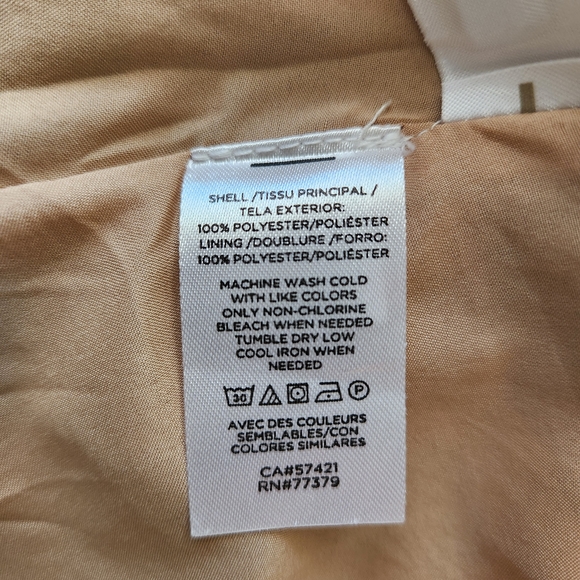 SHELL /TISSU PRINCIPAL /
TELA EXTERIOR:
100% POLYESTER/POLIÉSTER
LINING /DOUBLURE /FORRO:
100% POLYESTER/POLIÉSTER
MACHINE WASH COLD
WITH LIKE COLORS
ONLY NON-CHLORINE
BLEACH WHEN NEEDED
TUMBLE DRY LOW
COOL IRON WHEN
NEEDED
30 P
AVEC DES COULEURS
SEMBLABLES/CON
COLORES SIMILARES
CA#57421
RN#77379